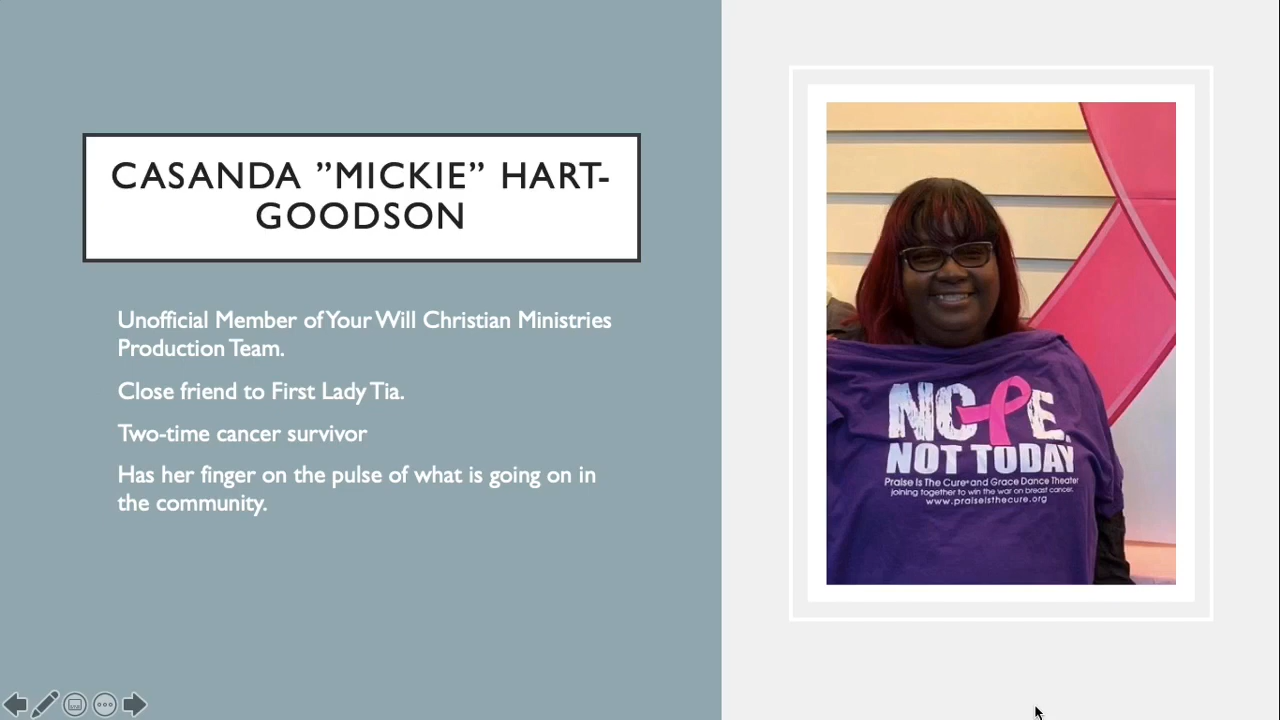 CASANDA ”MICKIE” HART-
GOODSON
Unofficial Member of Your Will Christian Ministries
Production Team.
Close friend to First Lady Tia.
Two-time cancer survivor
Has her finger on the pulse of what is going on in
the community.
NOPE.
NOT TODAY
Praise Is The Cure and Grace Dance Theater
joining together to win the war on breast cancer.
www.praiseisthecure.org